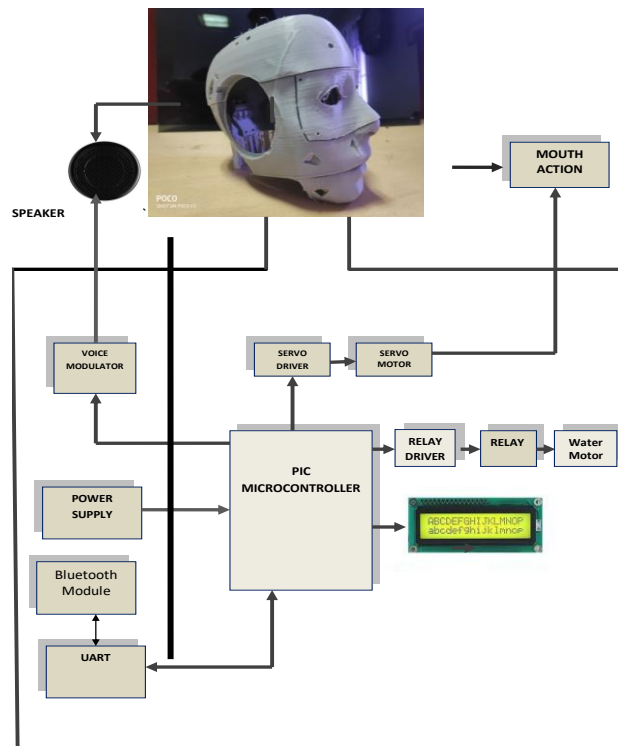 POCO
MOUTH
ACTION
SPEAKER
VOICE
MODULATOR
SERVO
DRIVER
SERVO
MOTOR
PIC
MICROCONTROLLER
RELAY
DRIVER
RELAY
Water
Motor
POWER
SUPPLY
ABCDEFGHIJKLMNOP
abcdefghijklmnop
Bluetooth
Module
UART